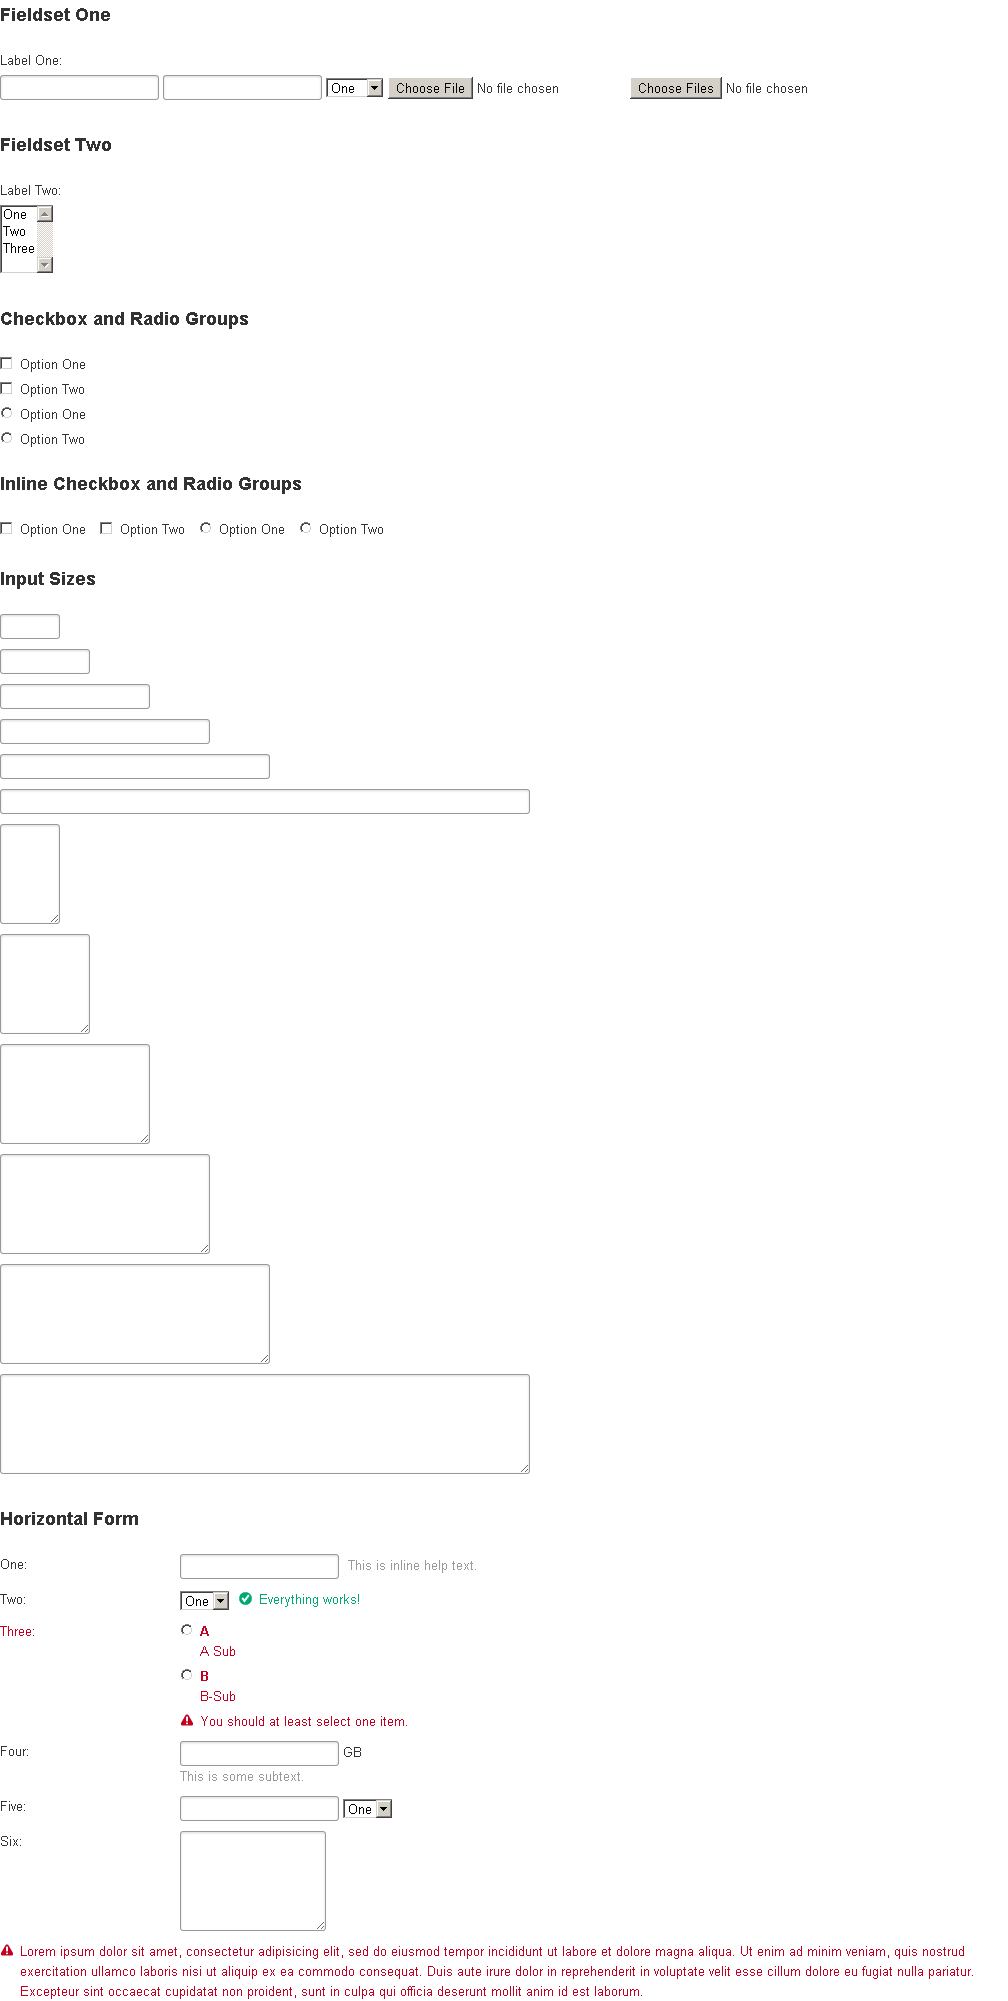 Fieldset One
Label One:
One Choose File No file chosen Choose Files No file chosen
Fieldset Two
Label Two:
One
Two
Three
Checkbox and Radio Groups
Option One
Option Two
Option One
Option Two
Inline Checkbox and Radio Groups
Option One Option Two Option One Option Two
Input Sizes
Horizontal Form
One: This is inline help text.
Two: One Everything works!
Three: A
A Sub
B
B-Sub
You should at least select one item.
Four: GB
This is some subtext.
Five: One
Six:
Lorem ipsum dolor sit amet, consectetur adipisicing elit, sed do eiusmod tempor incididunt ut labore et dolore magna aliqua. Ut enim ad minim veniam, quis nostrud
exercitation ullamco laboris nisi ut aliquip ex ea commodo consequat. Duis aute irure dolor in reprehenderit in voluptate velit esse cillum dolore eu fugiat nulla pariatur.
Excepteur sint occaecat cupidatat non proident, sunt in culpa qui officia deserunt mollit anim id est laborum.